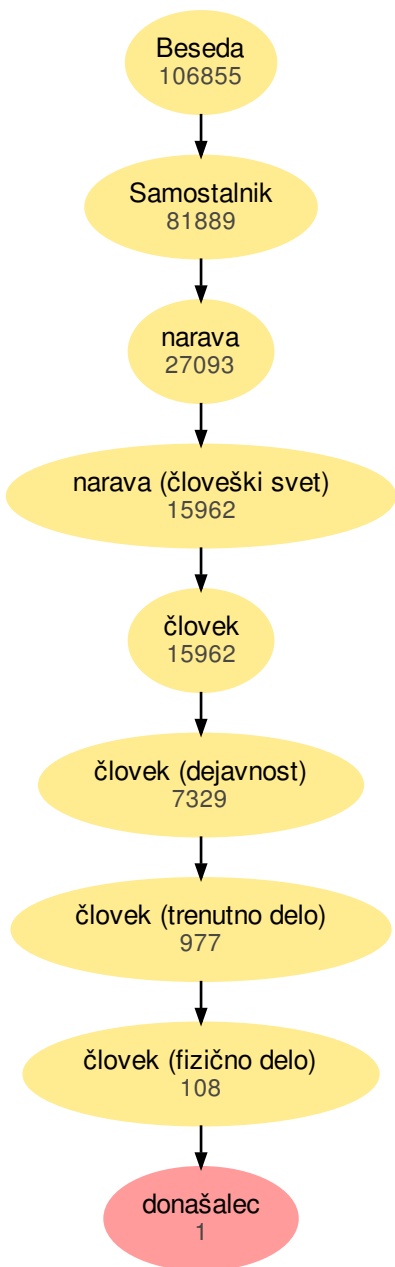 Beseda
106855
Samostalnik
81889
narava
27093
narava (človeški svet)
15962
človek
15962
človek (dejavnost)
7329
človek (trenutno delo)
977
človek (fizično delo)
108
donašalec
1